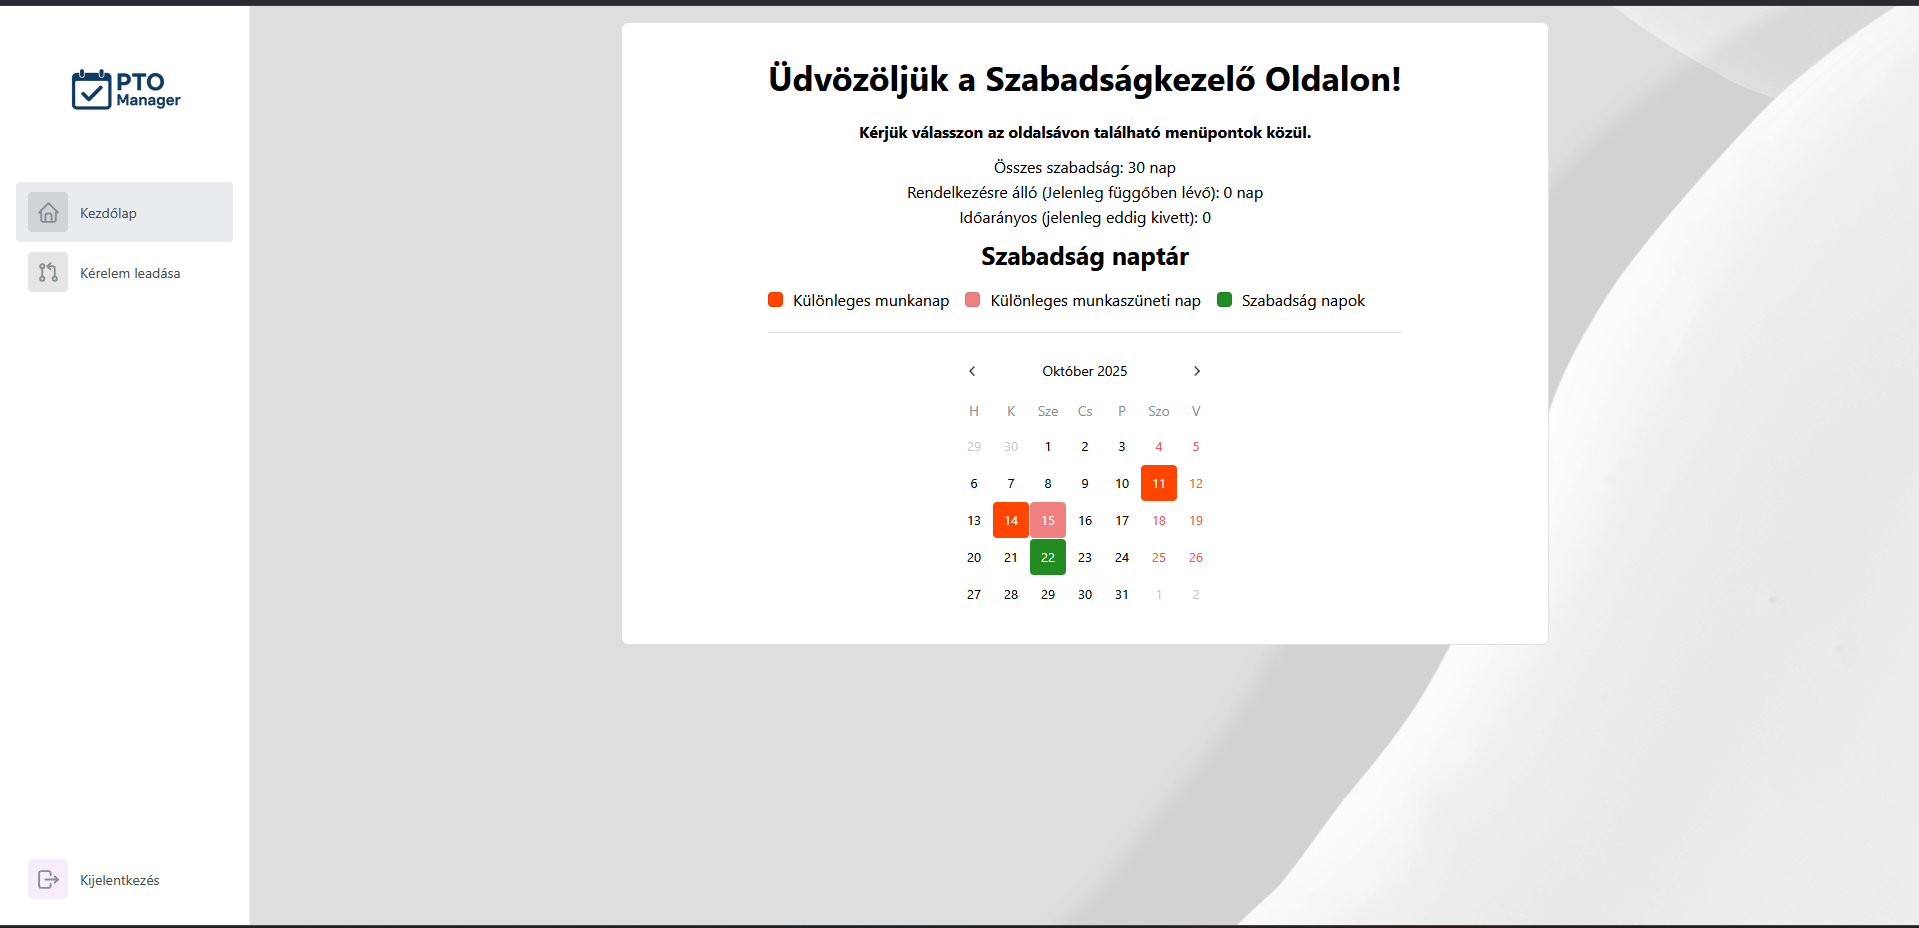 PTO
Manager
Kezdőlap
Kérelem leadása
Kijelentkezés
Üdvözöljük a Szabadságkezelő Oldalon!
Kérjük válasszon az oldalsávon található menüpontok közül.
Összes szabadság: 30 nap
Rendelkezésre álló (Jelenleg függőben lévő): 0 nap
Időarányos (jelenleg eddig kivett): 0
Szabadság naptár
Különleges munkanap Különleges munkaszüneti nap Szabadság napok
Október 2025
H K Sze Cs P Szo V
29 30 1 2 3 4 5
6 7 8 9 10 11 12
13 14 15 16 17 18 19
20 21 22 23 24 25 26
27 28 29 30 31 1 2